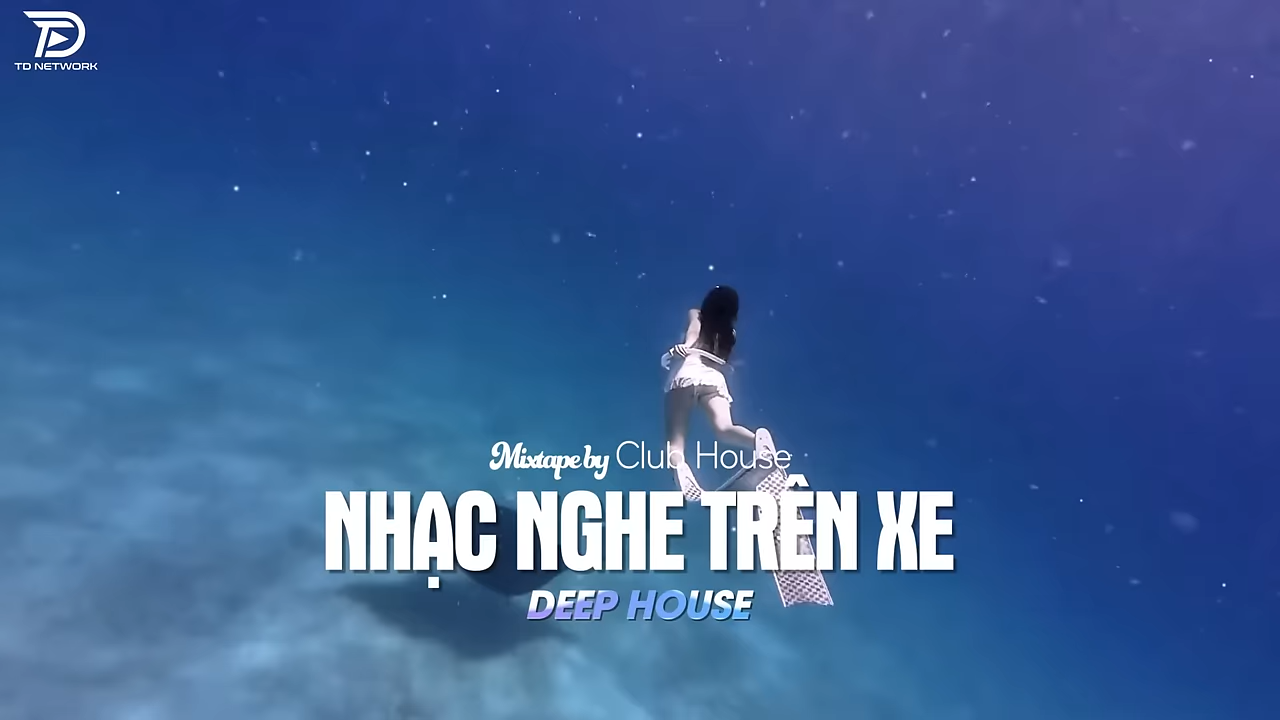 TD NETWORK
Mixtape by Club House
NHẠC NGHE TRÊN XE
DEEP HOUSE